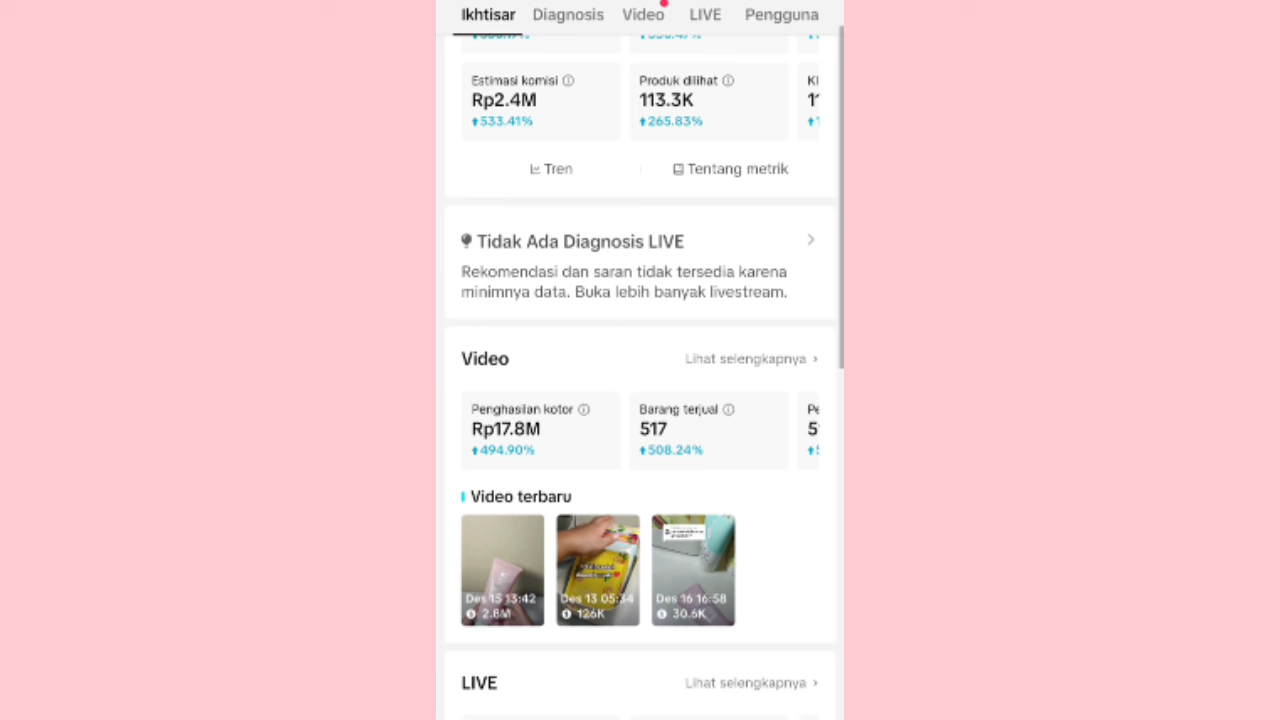 Ikhtisar Diagnosis Video LIVE Pengguna
Estimasi komisi
Rp2.4M
533.41%
Produk dilihat
113.3K
265.83%
Kl
Tren
Tentang metrik
Tidak Ada Diagnosis LIVE
Rekomendasi dan saran tidak tersedia karena
minimnya data. Buka lebih banyak livestream.
Video
Lihat selengkapnya
Penghasilan kotor
Rp17.8M
494.90%
Barang terjual
517
508.24%
Pe
Video terbaru
Des 15 13:42
2.8M
Des 13 05:34
126K
Des 16 16:58
30.6K
LIVE
Lihat selengkapnya